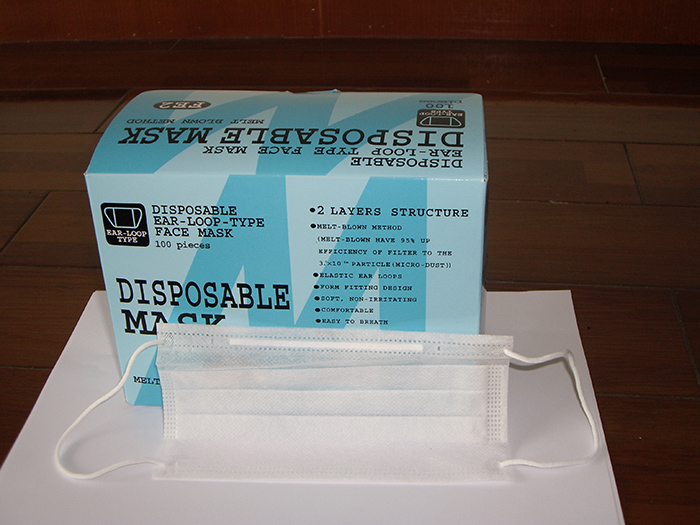 DISPOSABLE
EAR-LOOP TYPE FACE MASK
DISPOSABLE MASK
MELT BLOWN METHOD
100
FE2
EAR-LOOP
TYPE
DISPOSABLE
EAR-LOOP-TYPE
FACE MASK
100 pieces
DISPOSABLE
MASK
MELT
•2 LAYERS STRUCTURE
•MELT-BLOWN METHOD
(MELT-BLOWN HAVE 95% UP
EFFICIENCY OF FILTER TO THE
PARTICLE(MICRO-DUST))
•ELASTIC EAR LOOPS
•FORM FITTING DESIGN
•SOFT, NON-IRRITATING
•COMFORTABLE
•EASY TO BREATH